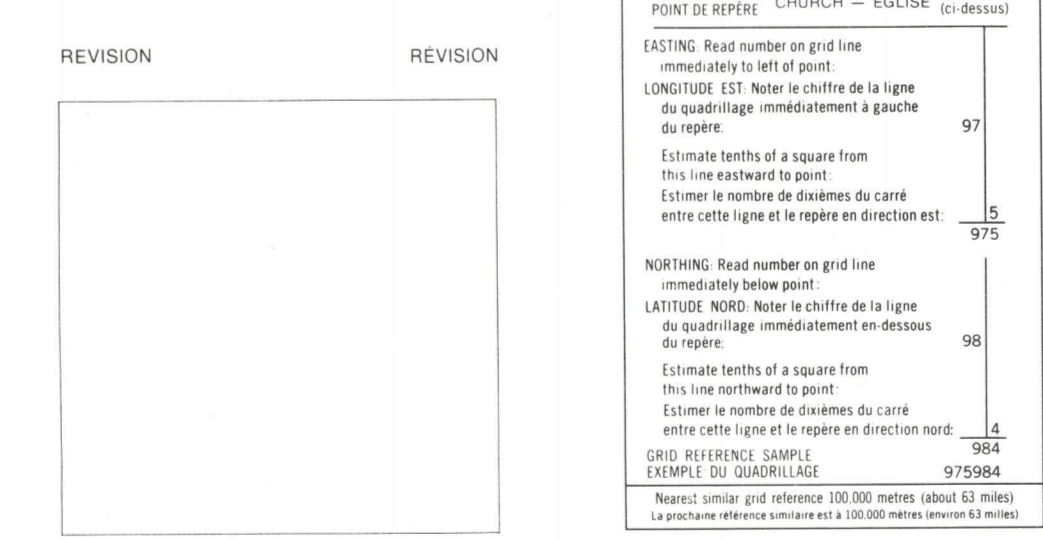 REVISION RÉVISION
POINT DE REPÈRE CHURCH — ÉGLISE (ci-dessus)
EASTING: Read number on grid line
immediately to left of point:
LONGITUDE EST: Noter le chiffre de la ligne
du quadrillage immédiatement à gauche
du repère: 97
Estimate tenths of a square from
this line eastward to point:
Estimer le nombre de dixièmes du carré
entre cette ligne et le repère en direction est: 5
975
NORTHING: Read number on grid line
immediately below point:
LATITUDE NORD: Noter le chiffre de la ligne
du quadrillage immédiatement en-dessous
du repère: 98
Estimate tenths of a square from
this line northward to point:
Estimer le nombre de dixièmes du carré
entre cette ligne et le repère en direction nord: 4
984
GRID REFERENCE SAMPLE
EXEMPLE DU QUADRILLAGE 975984
Nearest similar grid reference 100,000 metres (about 63 miles)
La prochaine référence similaire est à 100,000 mètres (environ 63 milles)